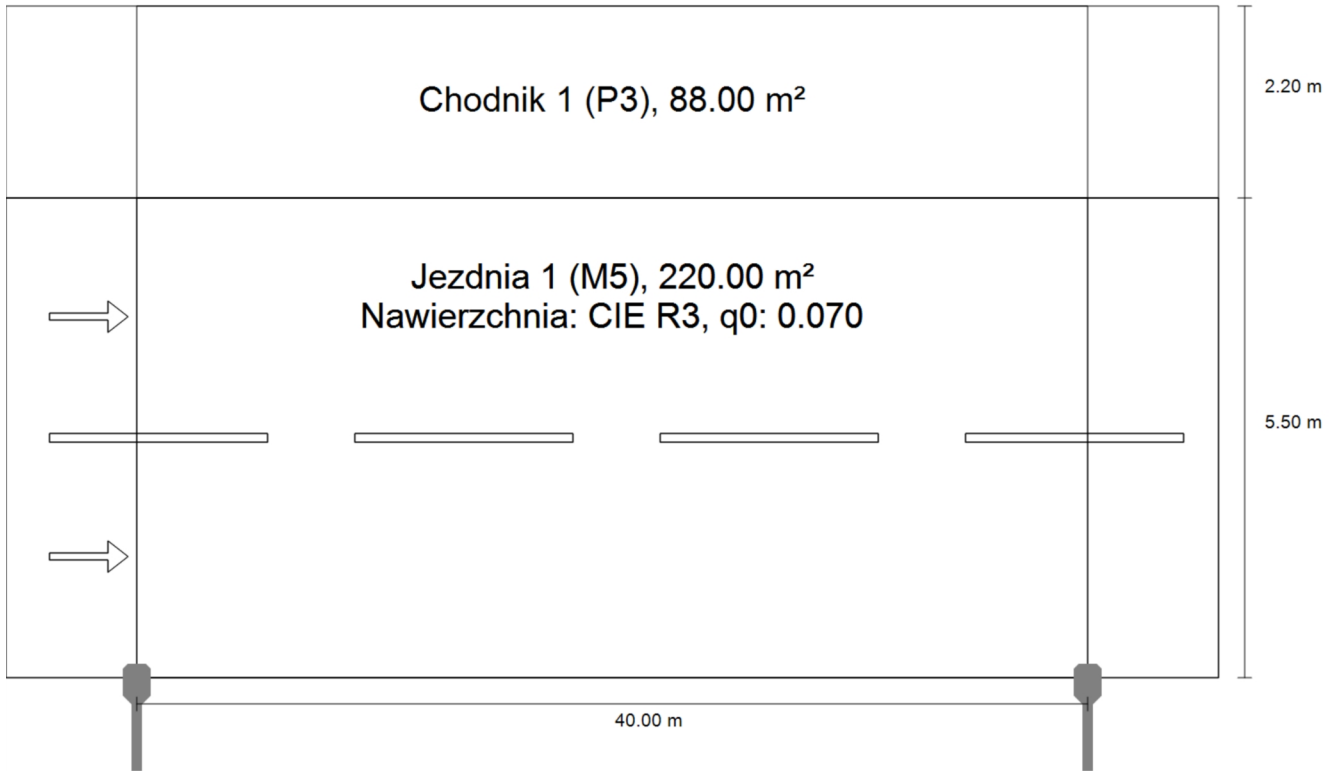 Chodnik 1 (P3), 88.00 m²
2.20 m
Jezdnia 1 (M5), 220.00 m²
Nawierzchnia: CIE R3, q0: 0.070
5.50 m
40.00 m